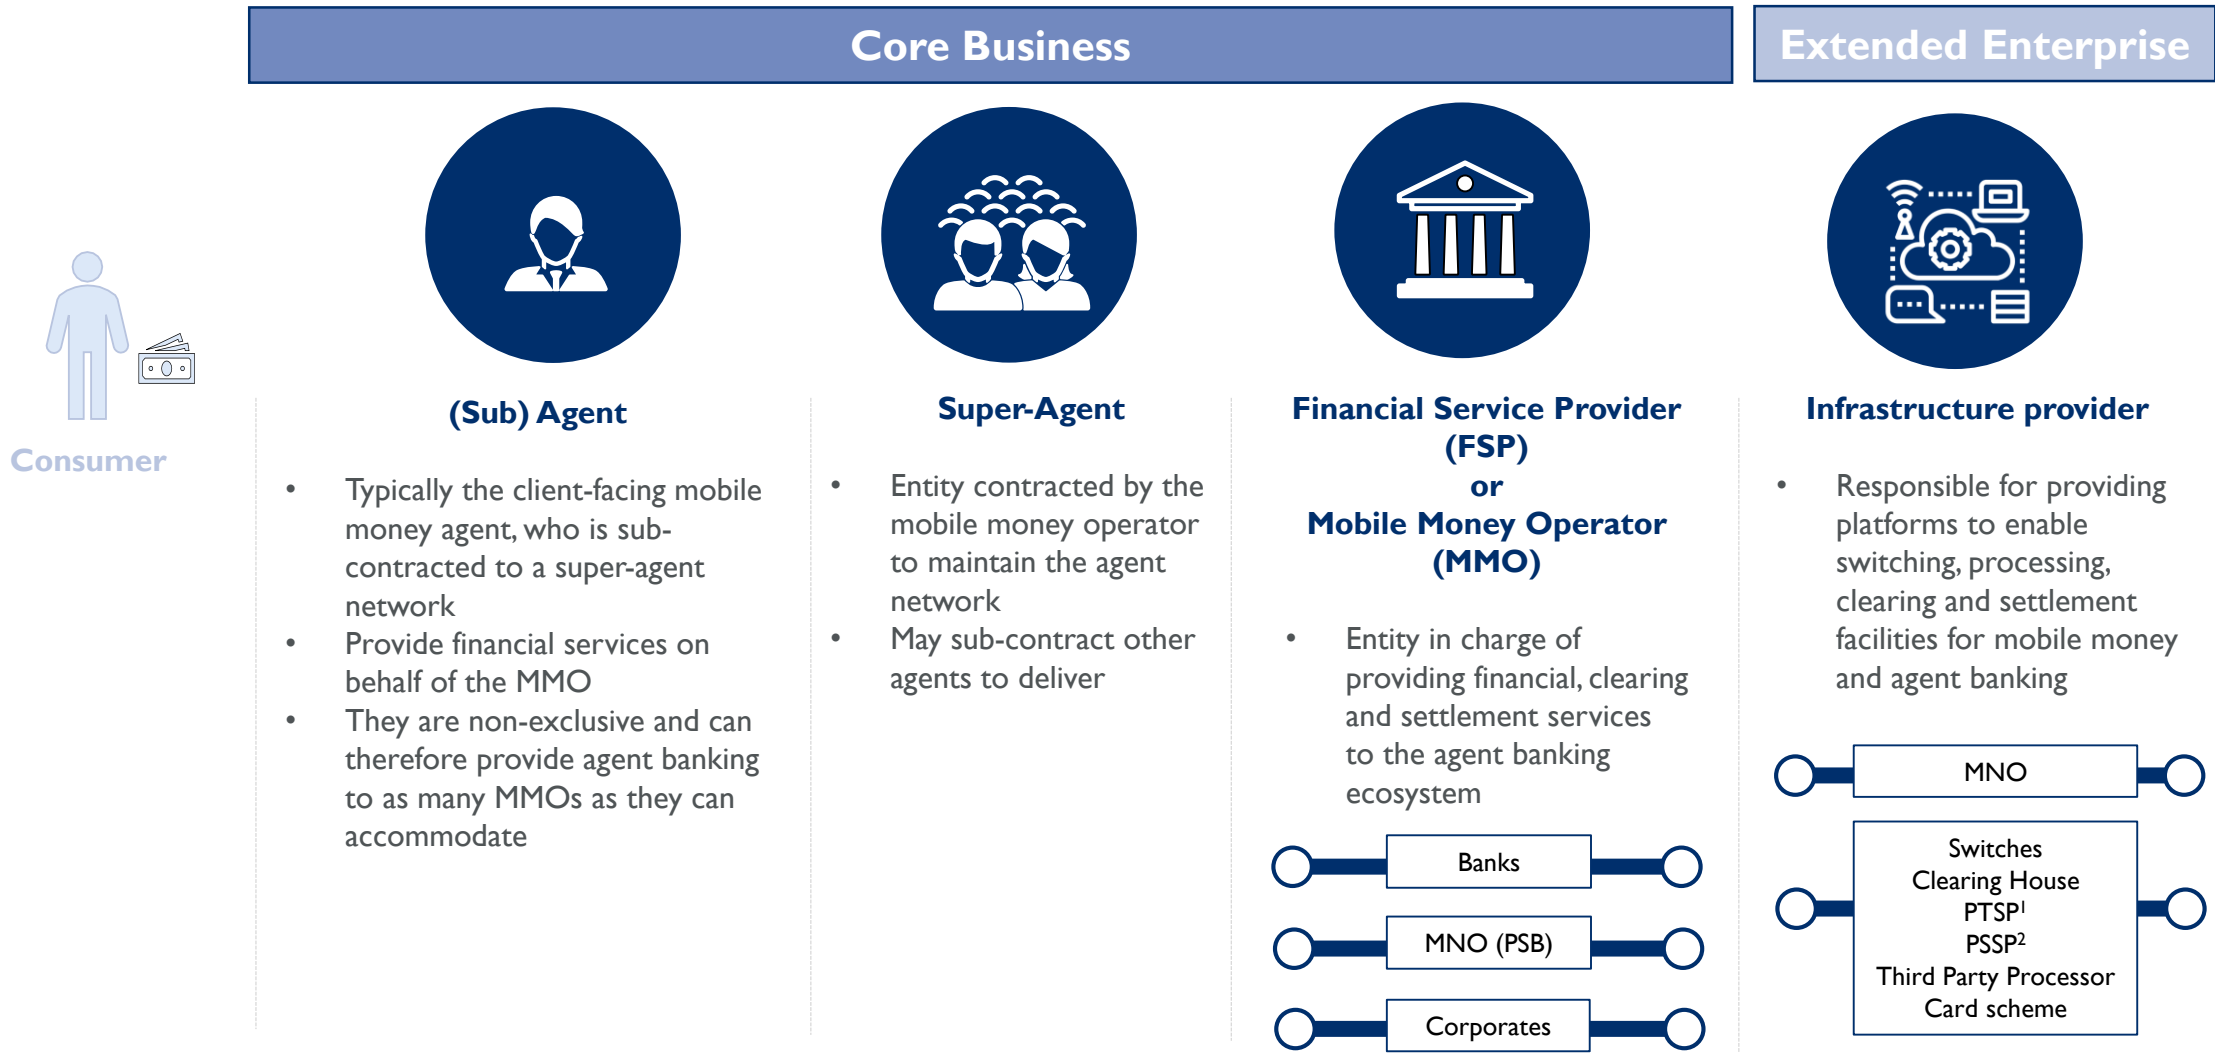 Core Business
Extended Enterprise
Consumer
(Sub) Agent
• Typically the client-facing mobile
money agent, who is sub-
contracted to a super-agent
network
• Provide financial services on
behalf of the MMO
• They are non-exclusive and can
therefore provide agent banking
to as many MMOs as they can
accommodate
Super-Agent
• Entity contracted by the
mobile money operator
to maintain the agent
network
• May sub-contract other
agents to deliver
Financial Service Provider
(FSP)
or
Mobile Money Operator
(MMO)
• Entity in charge of
providing financial, clearing
and settlement services
to the agent banking
ecosystem
Banks
MNO (PSB)
Corporates
Infrastructure provider
• Responsible for providing
platforms to enable
switching, processing,
clearing and settlement
facilities for mobile money
and agent banking
MNO
Switches
Clearing House
PTSP¹
PSSP²
Third Party Processor
Card scheme